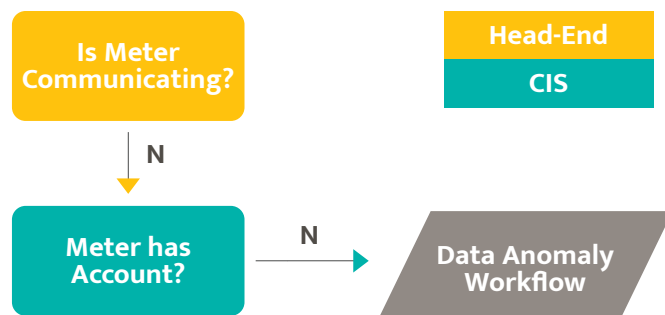 Is Meter
Communicating?
Head-End
CIS
N
Meter has
Account?
N
Data Anomaly
Workflow